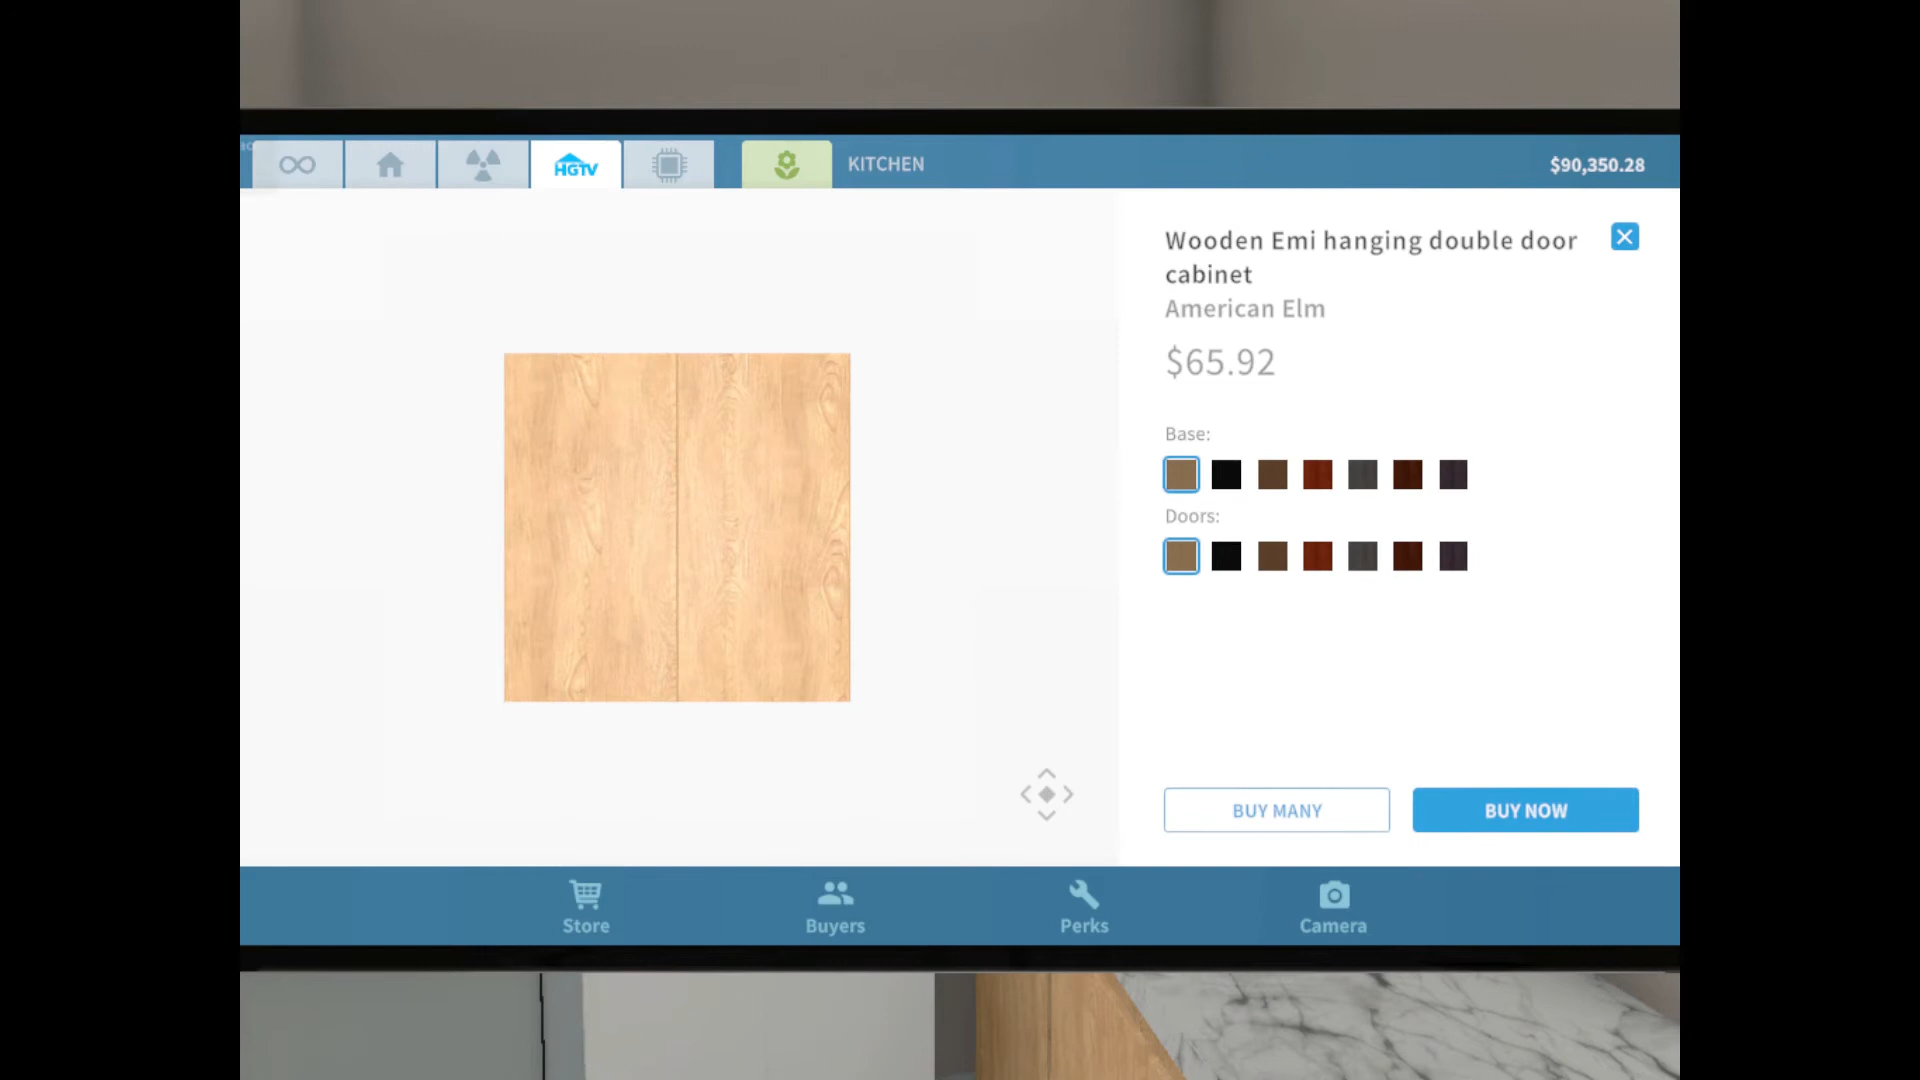 HGTV
KITCHEN
$90,350.28
Wooden Emi hanging double door
cabinet
American Elm
$65.92
Base:
Doors:
BUY MANY
BUY NOW
Store
Buyers
Perks
Camera